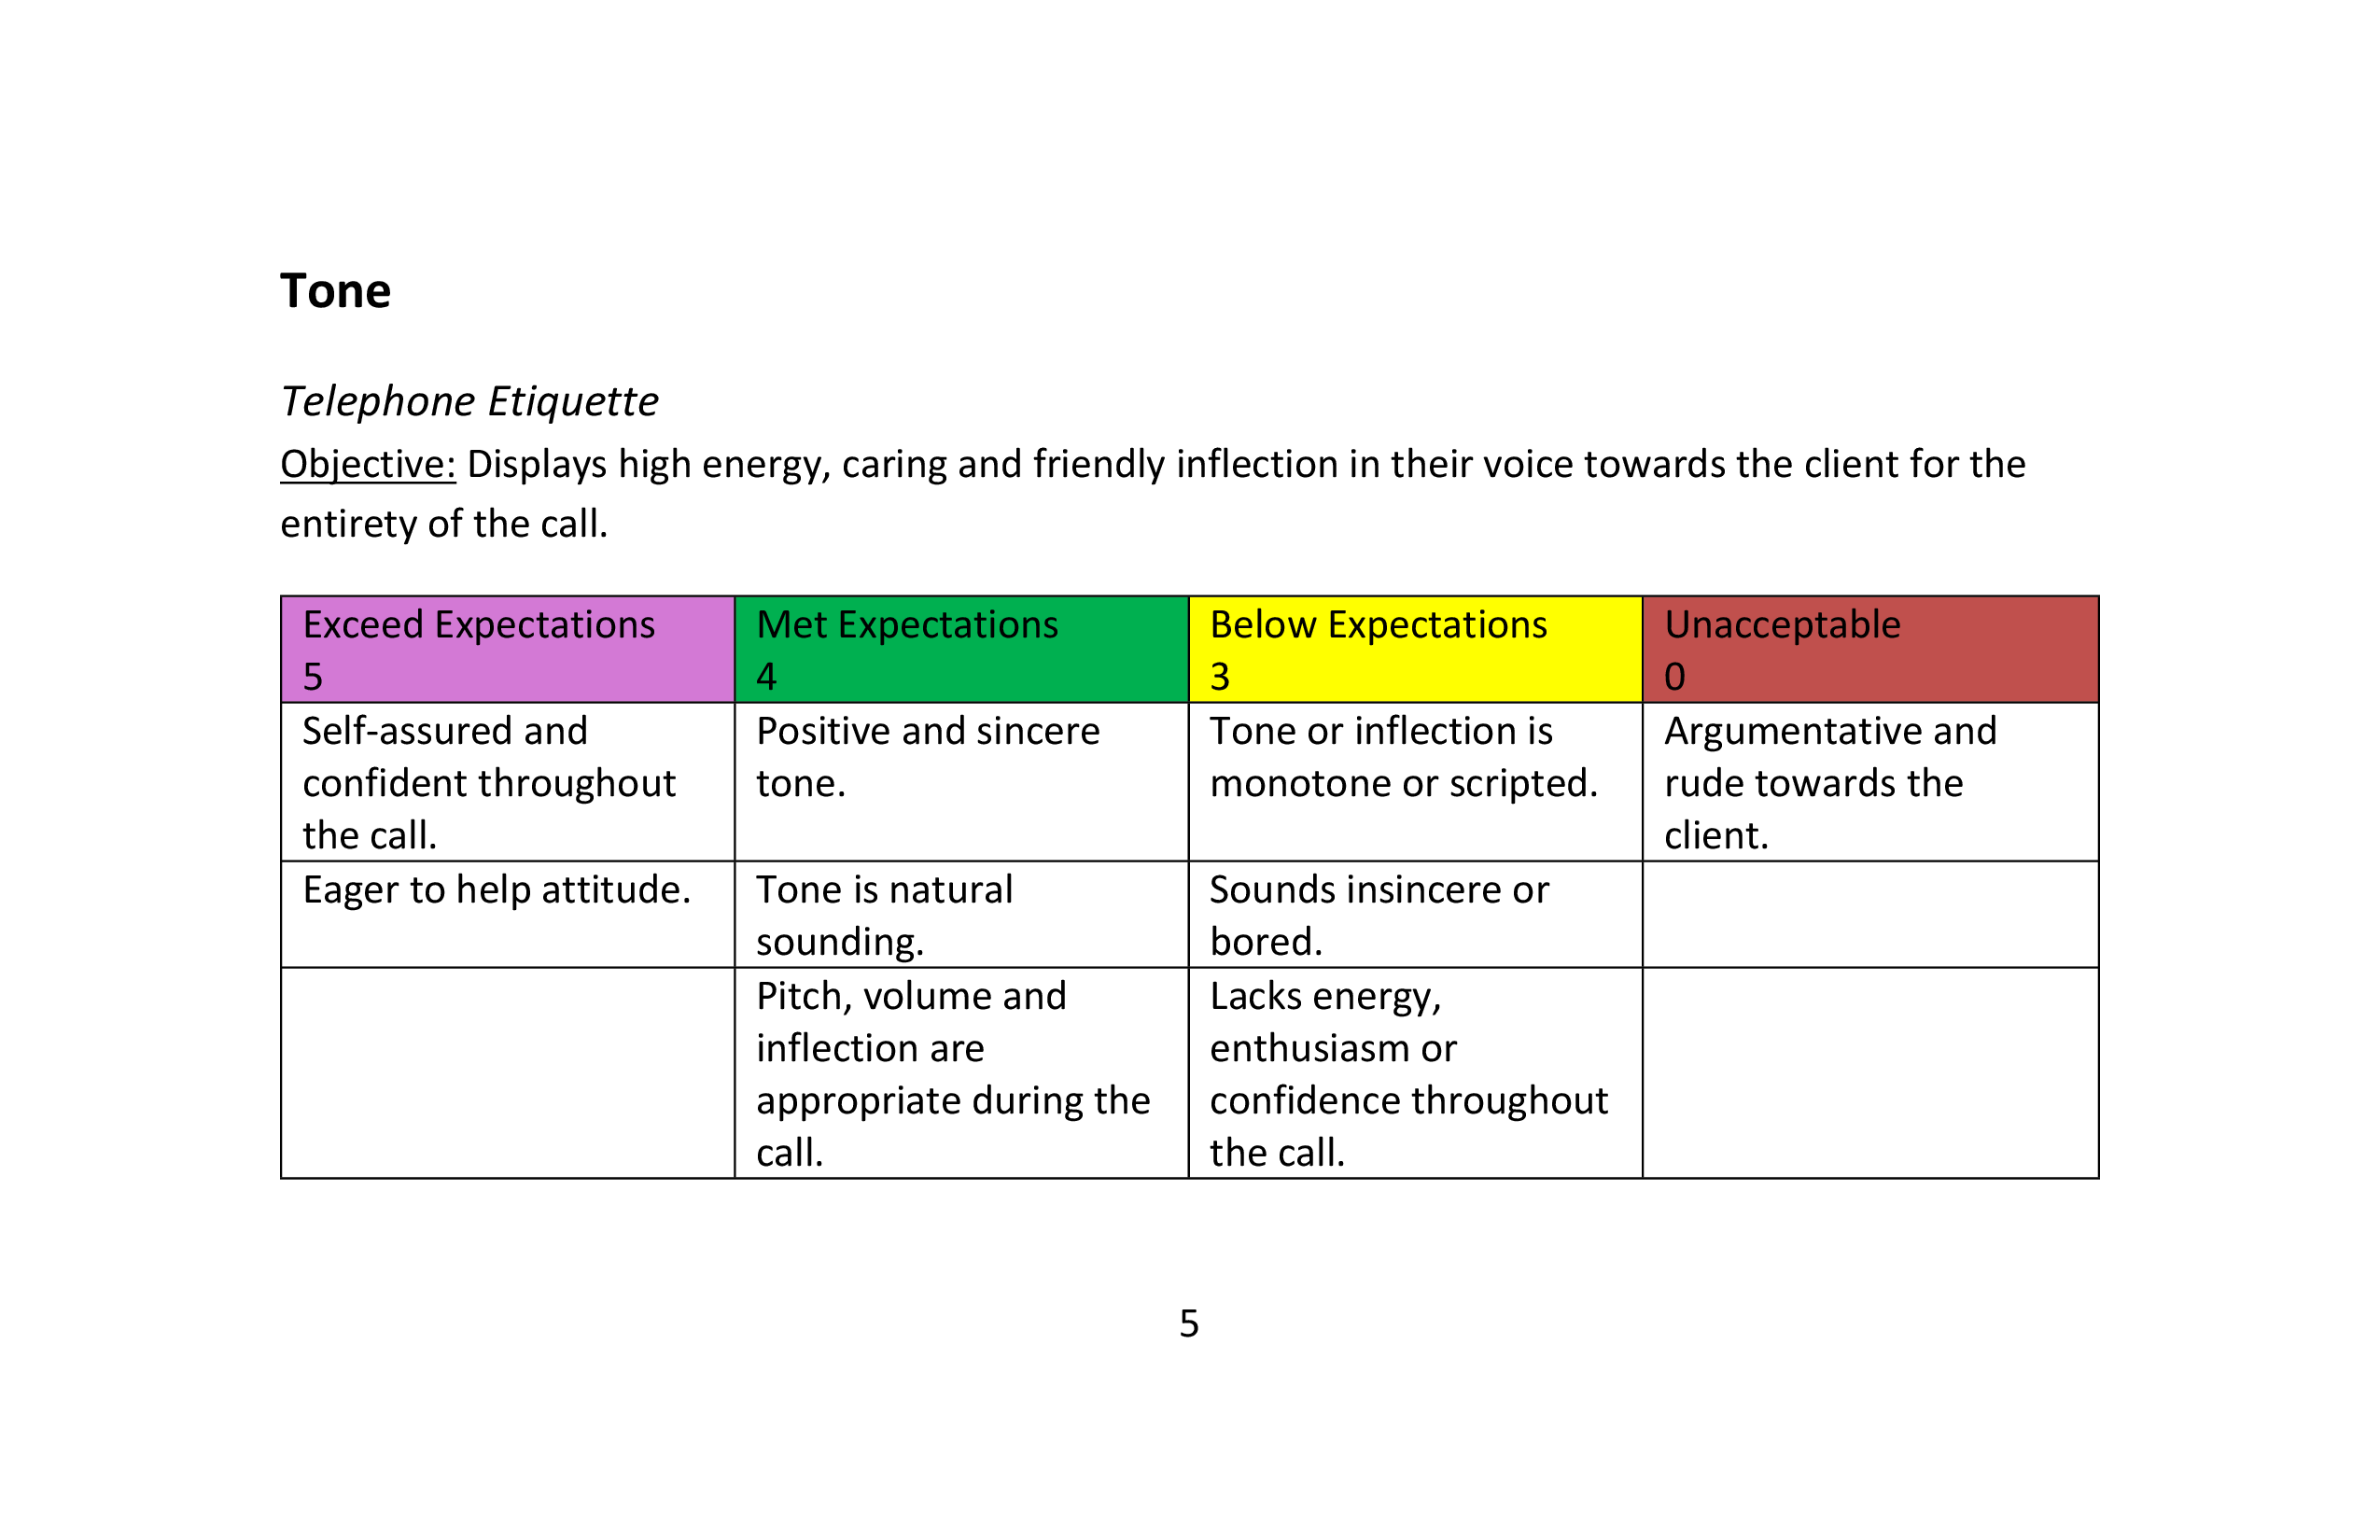 Tone
Telephone Etiquette
Objective: Displays high energy, caring and friendly inflection in their voice towards the client for the
entirety of the call.
Exceed Expectations
5
Met Expectations
4
Below Expectations
3
Unacceptable
0
Self-assured and
confident throughout
the call.
Positive and sincere
tone.
Tone or inflection is
monotone or scripted.
Argumentative and
rude towards the
client.
Eager to help attitude.
Tone is natural
sounding.
Sounds insincere or
bored.
Pitch, volume and
inflection are
appropriate during the
call.
Lacks energy,
enthusiasm or
confidence throughout
the call.
5